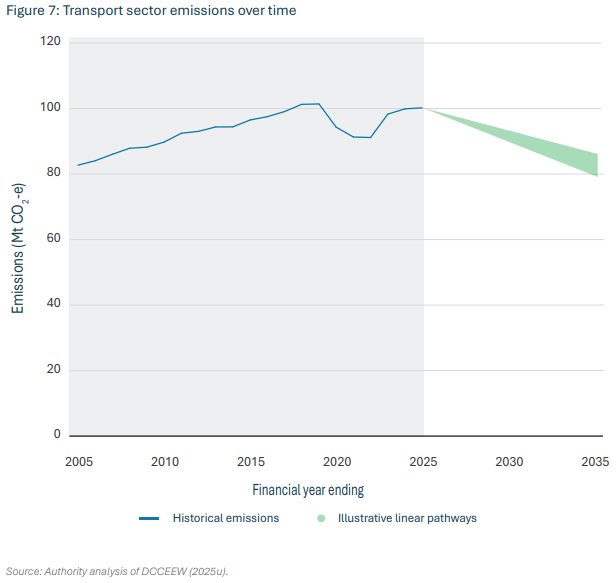 Figure 7: Transport sector emissions over time
120
100
80
60
40
20
0
Emissions (Mt CO2-e)
2005 2010 2015 2020 2025 2030 2035
Financial year ending
Historical emissions Illustrative linear pathways
Source: Authority analysis of DCCEEW (2025u).